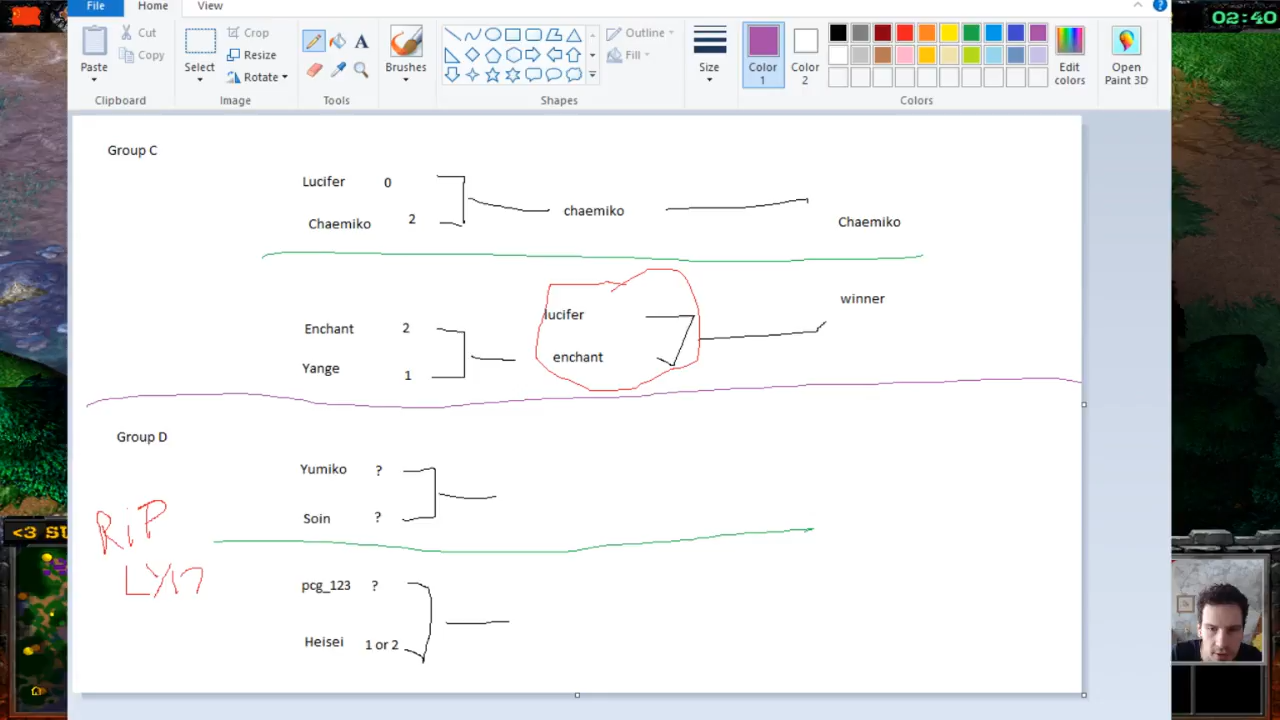 File Home View
02:40
Cut
Copy
Paste
Clipboard
Crop
Resize
Rotate
Select
Image
A
Tools
Brushes
Outline
Fill
Shapes
Size
Color
1
Color
2
Edit
colors
Colors
Open
Paint 3D
Group C
Lucifer 0
Chaemiko 2
chaemiko
Chaemiko
Enchant 2
Yange 1
lucifer
enchant
winner
Group D
Yumiko ?
Soin ?
RiP
LY17
<3 SU
pcg_123 ?
Heisei 1 or 2